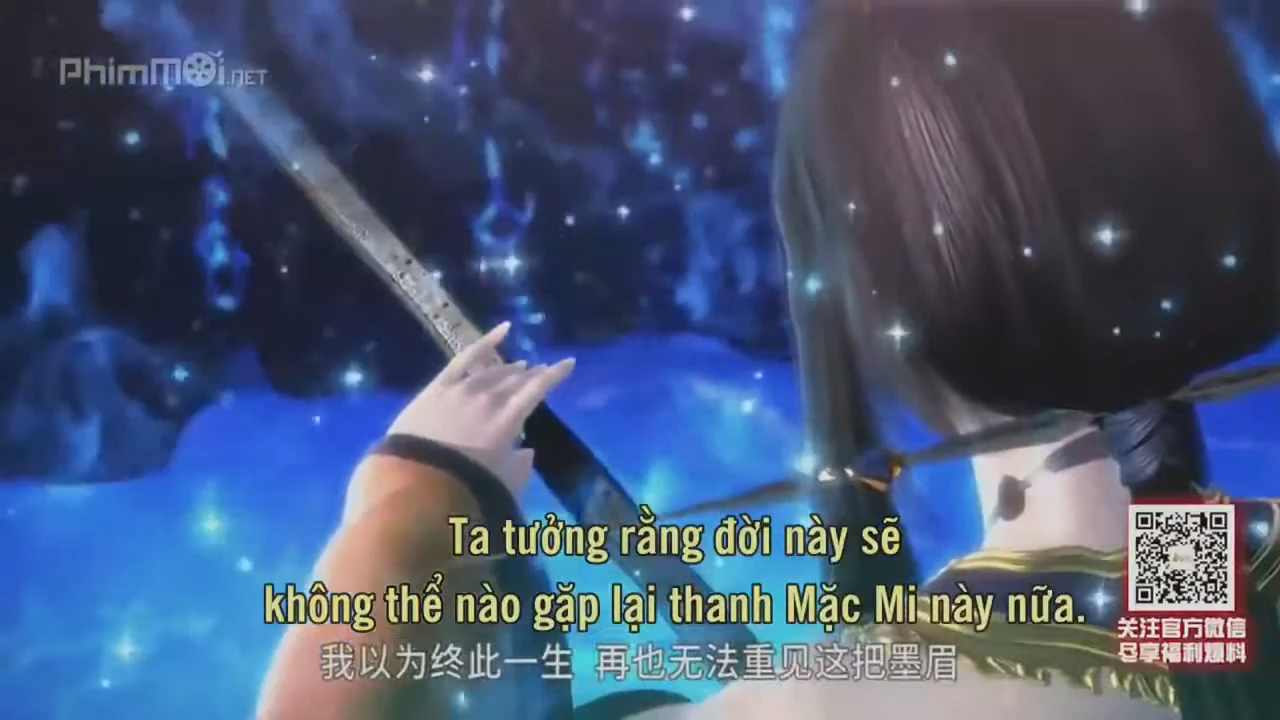 PhimMới.NET
Ta tưởng rằng đời này sẽ
không thể nào gặp lại thanh Mặc Mi này nữa.
我以为终此一生 再也无法重见这把墨眉
关注官方微信
尽享福利爆料